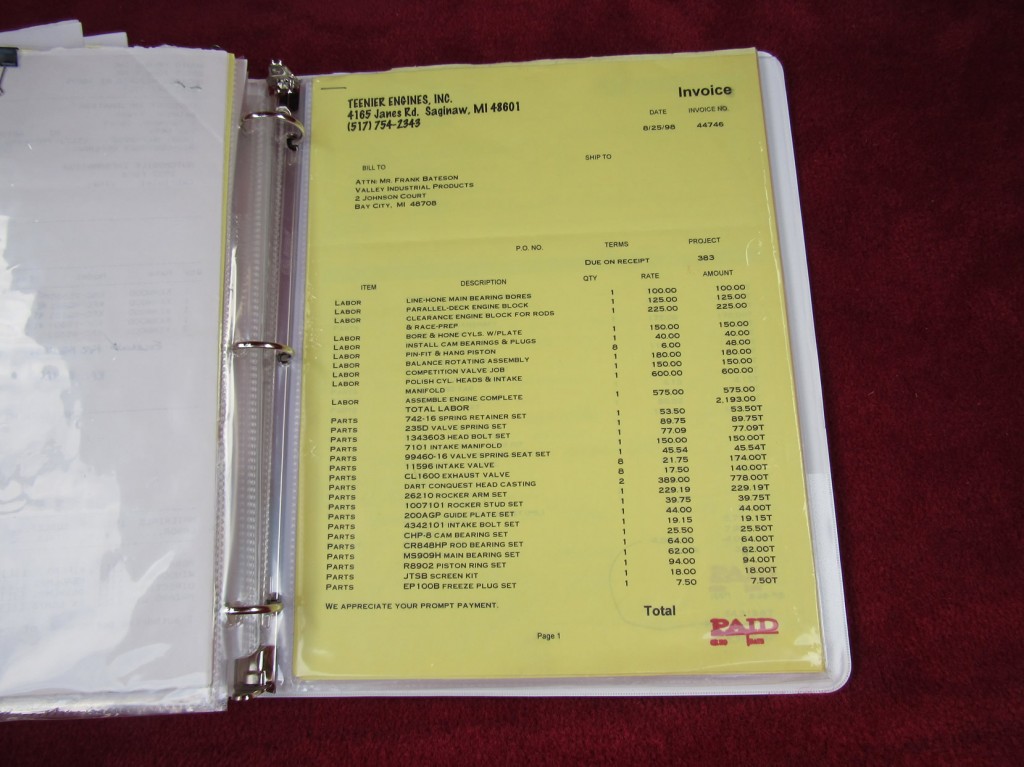 TEENIER ENGINES, INC.
4165 Janes Rd. Saginaw, MI 48601
(517) 754-2343
Invoice
DATE INVOICE NO.
8/25/98 44746
BILL TO
SHIP TO
ATTN: MR. FRANK BATESON
VALLEY INDUSTRIAL PRODUCTS
2 JOHNSON COURT
BAY CITY, MI 48708
P.O. NO. TERMS PROJECT
DUE ON RECEIPT 383
ITEM DESCRIPTION QTY RATE AMOUNT
LABOR LINE-HONE MAIN BEARING BORES 1 100.00 100.00
LABOR PARALLEL-DECK ENGINE BLOCK 1 125.00 125.00
LABOR CLEARANCE ENGINE BLOCK FOR RODS 1 225.00 225.00
& RACE-PREP
LABOR BORE & HONE CYLS. W/PLATE 1 150.00 150.00
LABOR INSTALL CAM BEARINGS & PLUGS 1 40.00 40.00
LABOR PIN-FIT & HANG PISTON 8 6.00 48.00
LABOR BALANCE ROTATING ASSEMBLY 1 180.00 180.00
LABOR COMPETITION VALVE JOB 1 150.00 150.00
LABOR POLISH CYL. HEADS & INTAKE 1 600.00 600.00
MANIFOLD
LABOR ASSEMBLE ENGINE COMPLETE 1 575.00 575.00
TOTAL LABOR 2,193.00
PARTS 742-16 SPRING RETAINER SET 1 53.50 53.50T
PARTS 235D VALVE SPRING SET 1 89.75 89.75T
PARTS 1343603 HEAD BOLT SET 1 77.09 77.09T
PARTS 7101 INTAKE MANIFOLD 1 150.00 150.00T
PARTS 99460-16 VALVE SPRING SEAT SET 1 45.54 45.54T
PARTS 11596 INTAKE VALVE 8 21.75 174.00T
PARTS CL1600 EXHAUST VALVE 8 17.50 140.00T
PARTS DART CONQUEST HEAD CASTING 2 389.00 778.00T
PARTS 26210 ROCKER ARM SET 1 229.19 229.19T
PARTS 1007101 ROCKER STUD SET 1 39.75 39.75T
PARTS 200AGP GUIDE PLATE SET 1 44.00 44.00T
PARTS 4342101 INTAKE BOLT SET 1 19.15 19.15T
PARTS CHP-8 CAM BEARING SET 1 25.50 25.50T
PARTS CR848HP ROD BEARING SET 1 64.00 64.00T
PARTS MS909H MAIN BEARING SET 1 62.00 62.00T
PARTS R8902 PISTON RING SET 1 94.00 94.00T
PARTS JTSB SCREEN KIT 1 18.00 18.00T
PARTS EP100B FREEZE PLUG SET 1 7.50 7.50T
WE APPRECIATE YOUR PROMPT PAYMENT.
Total
PAID
Page 1